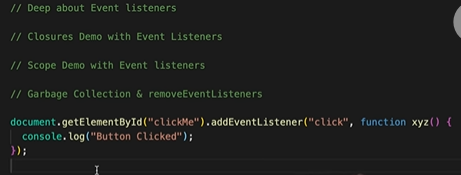 // Deep about Event listeners
// Closures Demo with Event Listeners
// Scope Demo with Event listeners
// Garbage Collection & removeEventListeners
document.getElementById("clickMe").addEventListener("click", function xyz() {
  console.log("Button Clicked");
});